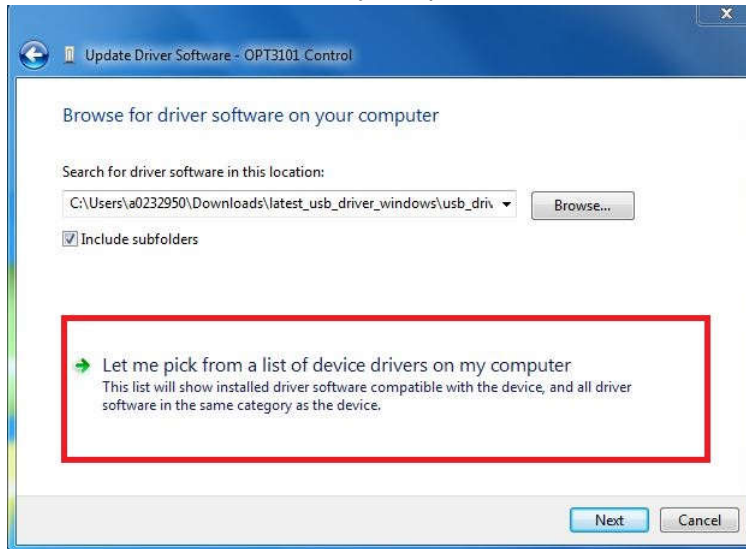 x
Update Driver Software - OPT3101 Control
Browse for driver software on your computer
Search for driver software in this location:
C:\Users\a0232950\Downloads\latest_usb_driver_windows\usb_driv
Browse...
Include subfolders
Let me pick from a list of device drivers on my computer
This list will show installed driver software compatible with the device, and all driver
software in the same category as the device.
Next
Cancel